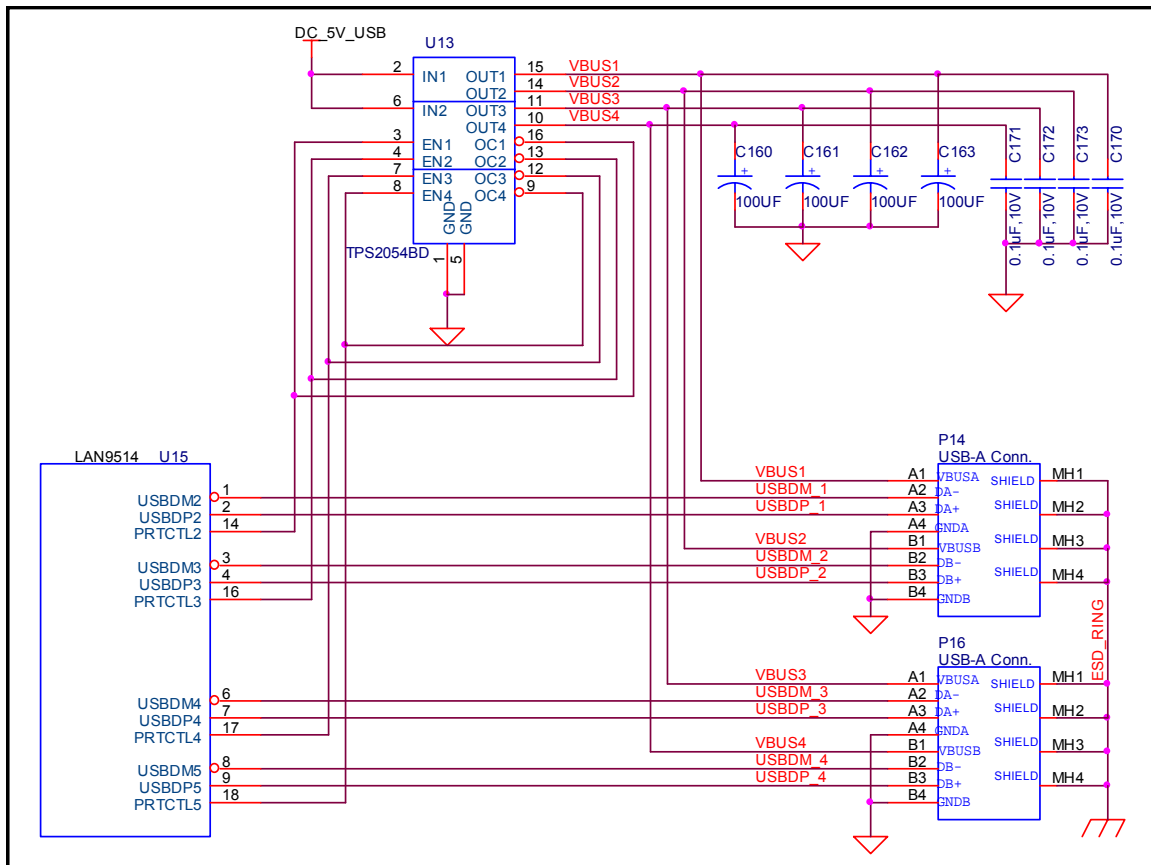 DC_5V_USB
U13
2 IN1 OUT1 15 VBUS1
OUT2 14 VBUS2
6 IN2 OUT3 11 VBUS3
OUT4 10 VBUS4
3 EN1 OC1 16
4 EN2 OC2 13
7 EN3 OC3 12
8 EN4 OC4 9
GND GND
TPS2054BD
1 5
C160 C161 C162 C163
+ + + +
100UF 100UF 100UF 100UF
C171 C172 C173 C170
0.1uF,10V 0.1uF,10V 0.1uF,10V 0.1uF,10V
LAN9514 U15
USBDM2 1
USBDP2 2
PRTCTL2 14
USBDM3 3
USBDP3 4
PRTCTL3 16
USBDM4 6
USBDP4 7
PRTCTL4 17
USBDM5 8
USBDP5 9
PRTCTL5 18
P14
USB-A Conn.
VBUS1 A1 VBUSA SHIELD MH1
USBDM_1 A2 DA-
USBDP_1 A3 DA+ SHIELD MH2
A4 GNDA
VBUS2 B1 VBUSB SHIELD MH3
USBDM_2 B2 DB-
USBDP_2 B3 DB+ SHIELD MH4
B4 GNDB
ESD_RING
P16
USB-A Conn.
VBUS3 A1 VBUSA SHIELD MH1
USBDM_3 A2 DA-
USBDP_3 A3 DA+ SHIELD MH2
A4 GNDA
VBUS4 B1 VBUSB SHIELD MH3
USBDM_4 B2 DB-
USBDP_4 B3 DB+ SHIELD MH4
B4 GNDB